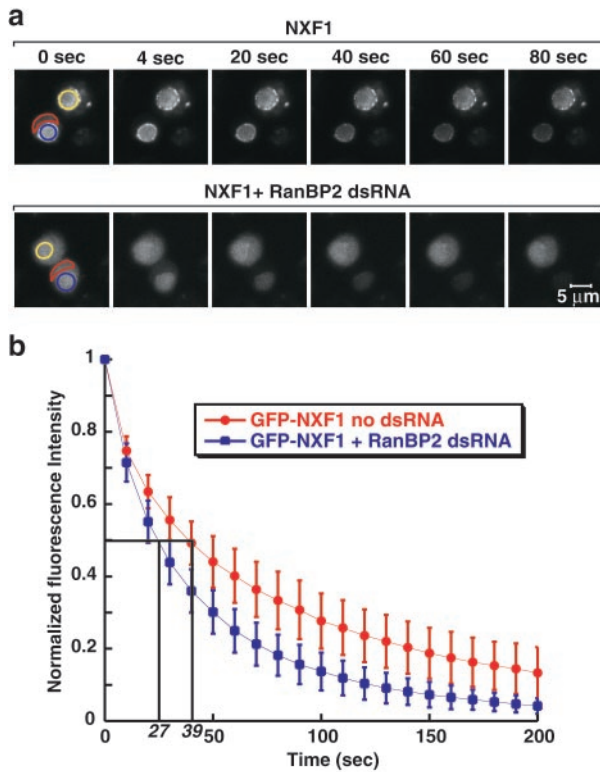 a
NXF1
0 sec 4 sec 20 sec 40 sec 60 sec 80 sec
NXF1+ RanBP2 dsRNA
5 μm
b
Normalized fluorescence Intensity
1
0.8
0.6
0.4
0.2
0
GFP-NXF1 no dsRNA
GFP-NXF1 + RanBP2 dsRNA
0 27 39 50 100 150 200
Time (sec)